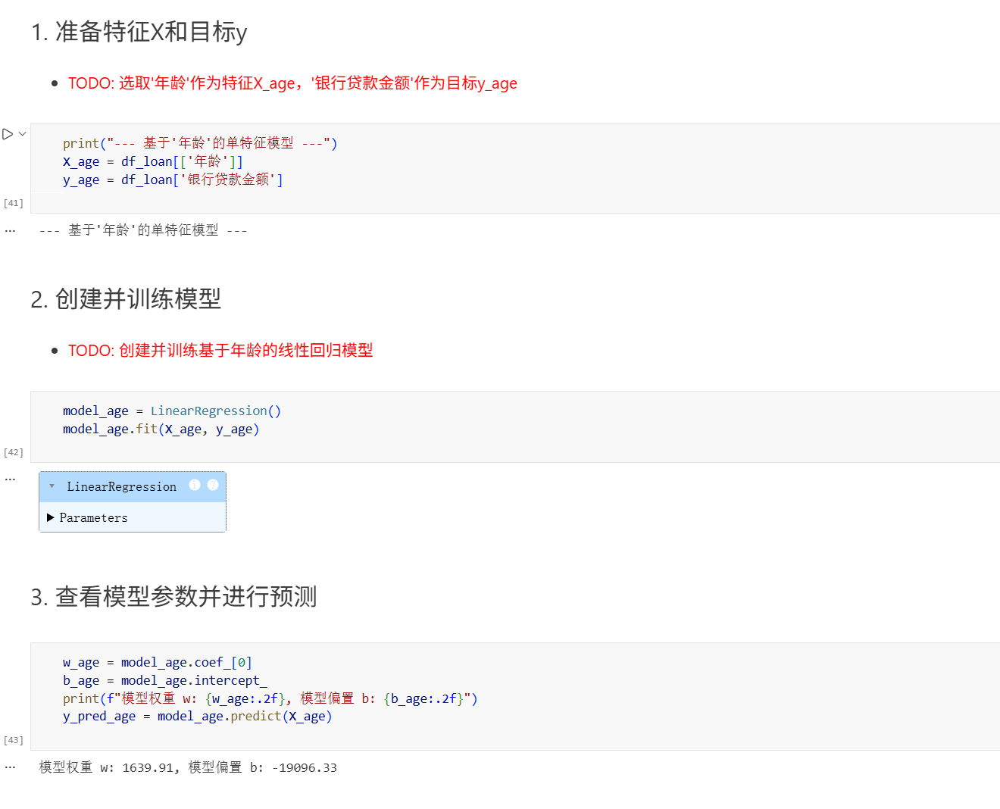 1. 准备特征X和目标y
TODO: 选取'年龄'作为特征X_age，'银行贷款金额'作为目标y_age
print("--- 基于'年龄'的单特征模型 ---")
X_age = df_loan[['年龄']]
y_age = df_loan['银行贷款金额']
[41]
... --- 基于'年龄'的单特征模型 ---
2. 创建并训练模型
TODO: 创建并训练基于年龄的线性回归模型
model_age = LinearRegression()
model_age.fit(X_age, y_age)
[42]
...
LinearRegression i ?
Parameters
3. 查看模型参数并进行预测
w_age = model_age.coef_[0]
b_age = model_age.intercept_
print(f"模型权重 w: {w_age:.2f}, 模型偏置 b: {b_age:.2f}")
y_pred_age = model_age.predict(X_age)
[43]
... 模型权重 w: 1639.91, 模型偏置 b: -19096.33